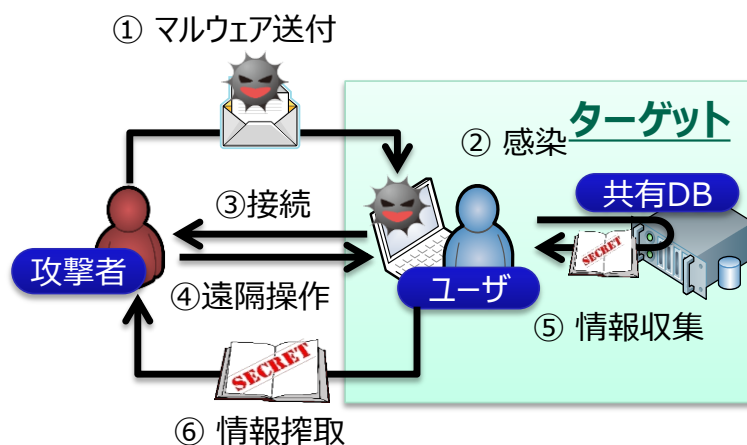 ① マルウェア送付
ターゲット
② 感染
共有DB
SECRET
③接続
攻撃者
④遠隔操作
ユーザ
⑤ 情報収集
SECRET
⑥ 情報搾取